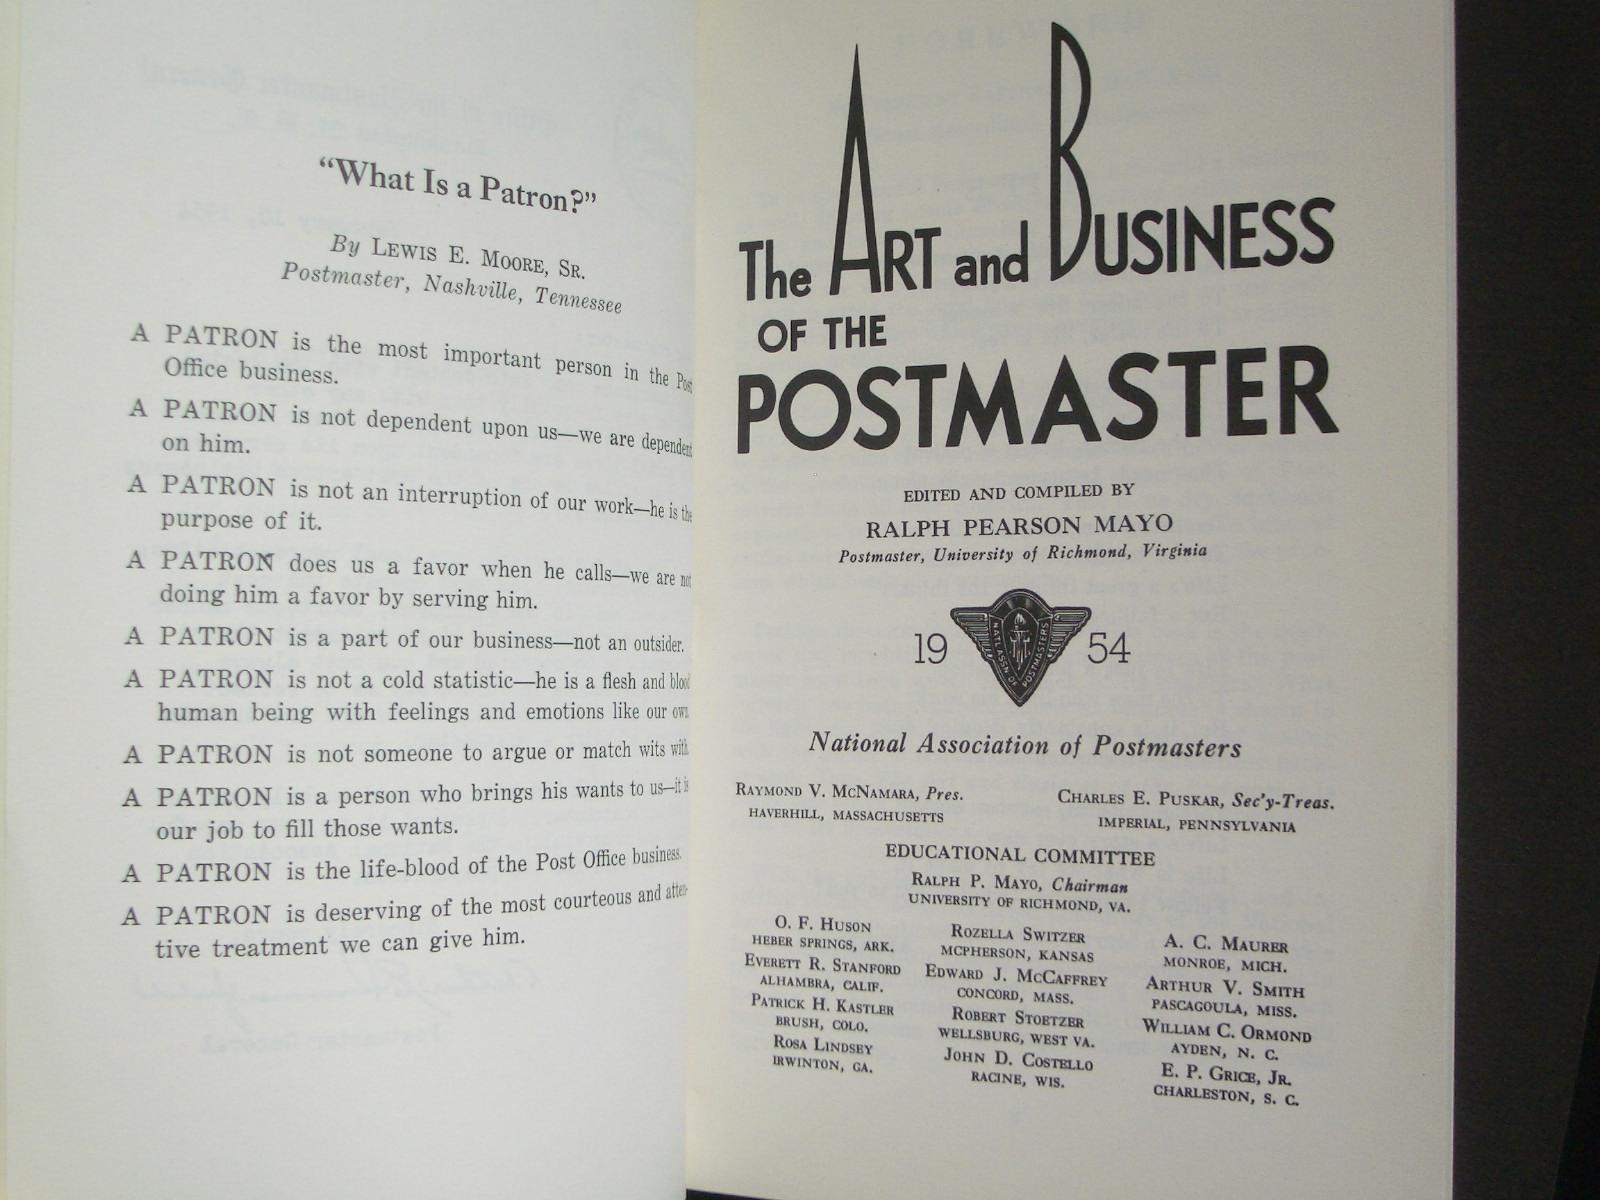 “What Is a Patron?”
By LEWIS E. MOORE, SR.
Postmaster, Nashville, Tennessee
A PATRON is the most important person in the Post
Office business.
A PATRON is not dependent upon us—we are dependent
on him.
A PATRON is not an interruption of our work—he is the
purpose of it.
A PATRON does us a favor when he calls—we are not
doing him a favor by serving him.
A PATRON is a part of our business—not an outsider.
A PATRON is not a cold statistic—he is a flesh and blood
human being with feelings and emotions like our own.
A PATRON is not someone to argue or match wits with.
A PATRON is a person who brings his wants to us—it is
our job to fill those wants.
A PATRON is the life-blood of the Post Office business.
A PATRON is deserving of the most courteous and atten-
tive treatment we can give him.
The ART and BUSINESS
OF THE
POSTMASTER
EDITED AND COMPILED BY
RALPH PEARSON MAYO
Postmaster, University of Richmond, Virginia
19 54
NAT'L ASSN. OF POSTMASTERS
National Association of Postmasters
RAYMOND V. MCNAMARA, Pres.
HAVERHILL, MASSACHUSETTS
CHARLES E. PUSKAR, Sec'y-Treas.
IMPERIAL, PENNSYLVANIA
EDUCATIONAL COMMITTEE
RALPH P. MAYO, Chairman
UNIVERSITY OF RICHMOND, VA.
O. F. HUSON
HEBER SPRINGS, ARK.
EVERETT R. STANFORD
ALHAMBRA, CALIF.
PATRICK H. KASTLER
BRUSH, COLO.
ROSA LINDSEY
IRWINTON, GA.
ROZELLA SWITZER
MCPHERSON, KANSAS
EDWARD J. MCCAFFREY
CONCORD, MASS.
ROBERT STOETZER
WELLSBURG, WEST VA.
JOHN D. COSTELLO
RACINE, WIS.
A. C. MAURER
MONROE, MICH.
ARTHUR V. SMITH
PASCAGOULA, MISS.
WILLIAM C. ORMOND
AYDEN, N. C.
E. P. GRICE, JR.
CHARLESTON, S. C.